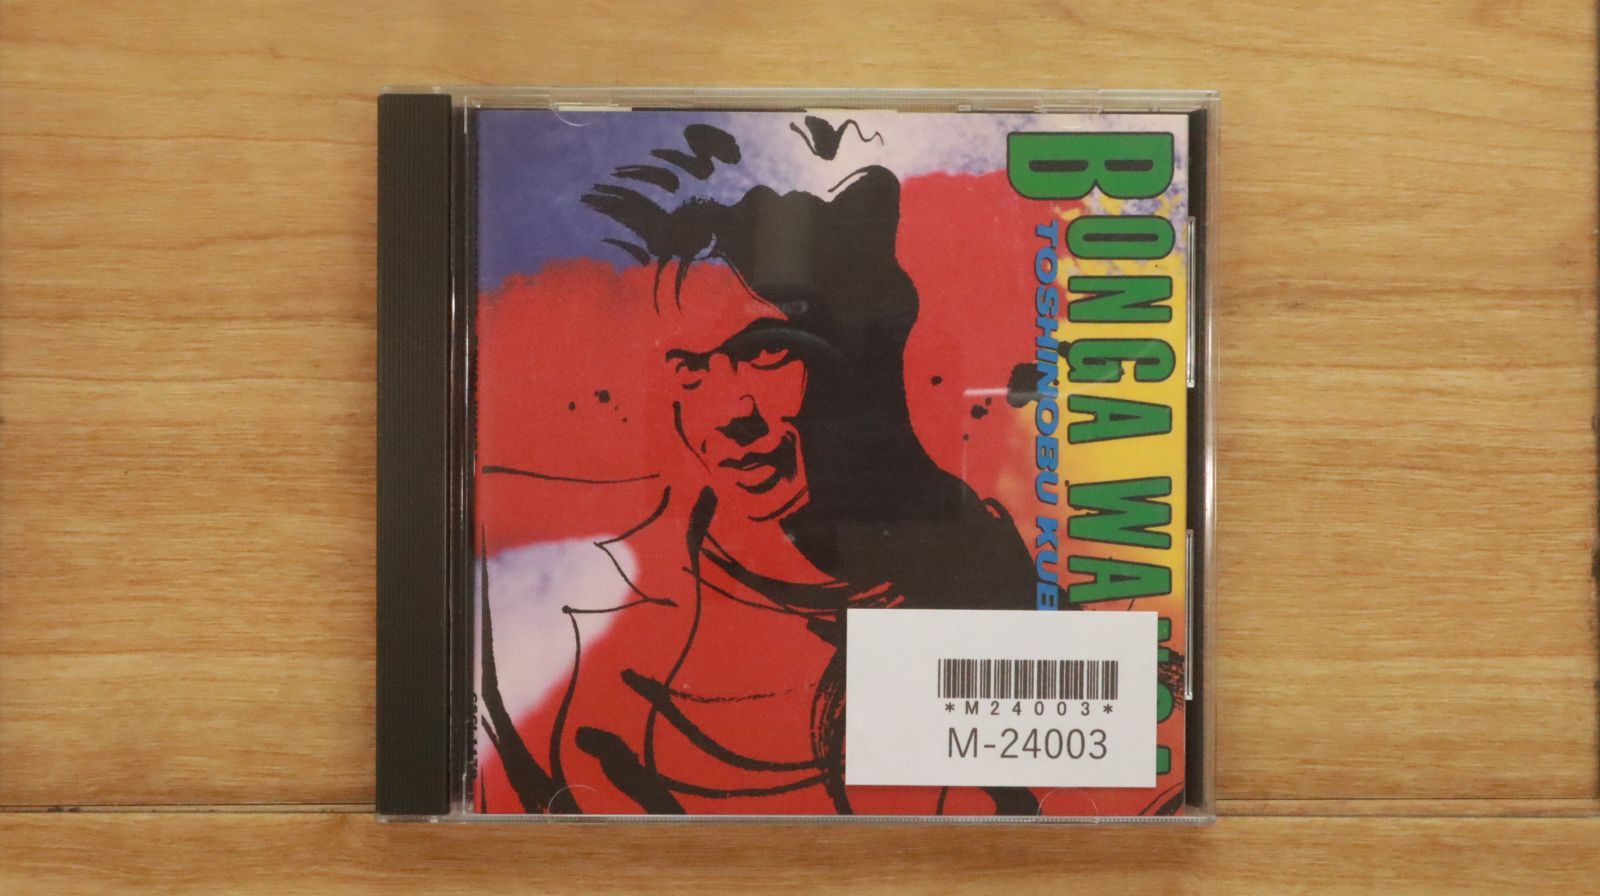 BONGA WA
TOSHINOBU KUB
*M24003*
M-24003